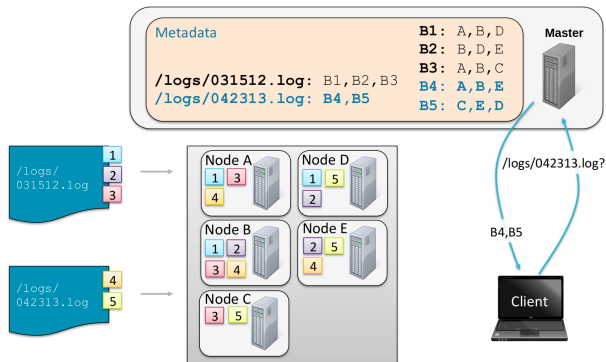 Metadata
B1: A,B,D
B2: B,D,E
B3: A,B,C
B4: A,B,E
B5: C,E,D
/logs/031512.log: B1,B2,B3
/logs/042313.log: B4,B5
Master
/logs/
031512.log
1
2
3
/logs/
042313.log
4
5
Node A
1 3
4
Node D
1 5
2
Node B
1 2
3 4
Node E
2 5
4
Node C
3 5
/logs/042313.log?
B4,B5
Client